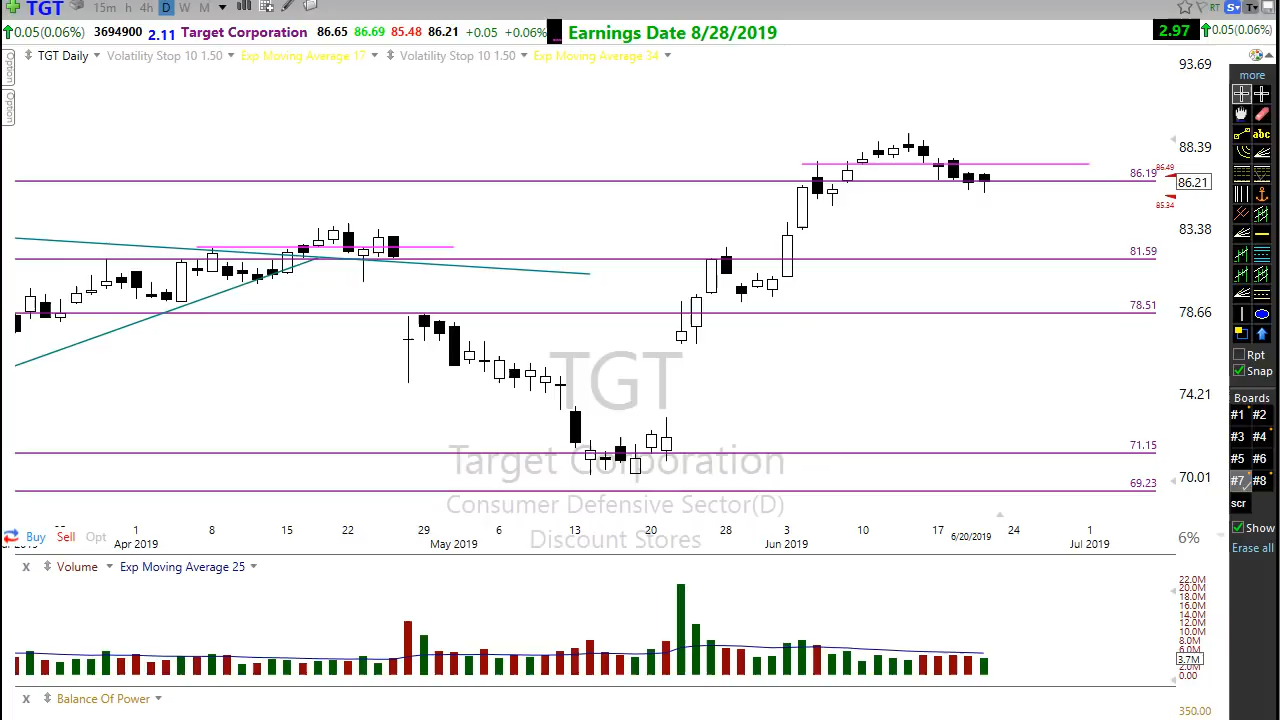 TGT 15m h 4h D W M RT S T
0.05(0.06%) 3694900 2.11 Target Corporation 86.65 86.69 85.48 86.21 +0.05 +0.06% Earnings Date 8/28/2019 2.97 0.05(0.06%)
TGT Daily Volatility Stop 10 1.50 Exp Moving Average 17 Volatility Stop 10 1.50 Exp Moving Average 34
Option
Option
93.69
88.39
86.49
86.19
86.21
85.34
83.38
81.59
78.51
78.66
74.21
71.15
70.01
69.23
TGT
Target Corporation
Consumer Defensive Sector(D)
Discount Stores
1 8 15 22 29 6 13 20 28 3 10 17 6/20/2019 24 1
Apr 2019 May 2019 Jun 2019 Jul 2019
Buy Sell Opt
6%
x Volume Exp Moving Average 25
22.0M
20.0M
18.0M
16.0M
14.0M
12.0M
10.0M
8.0M
6.0M
3.7M
2.0M
0.00
x Balance Of Power
350.00
more
abc
Rpt
Snap
Boards
#1 #2
#3 #4
#5 #6
#7 #8
scr
Show
Erase all